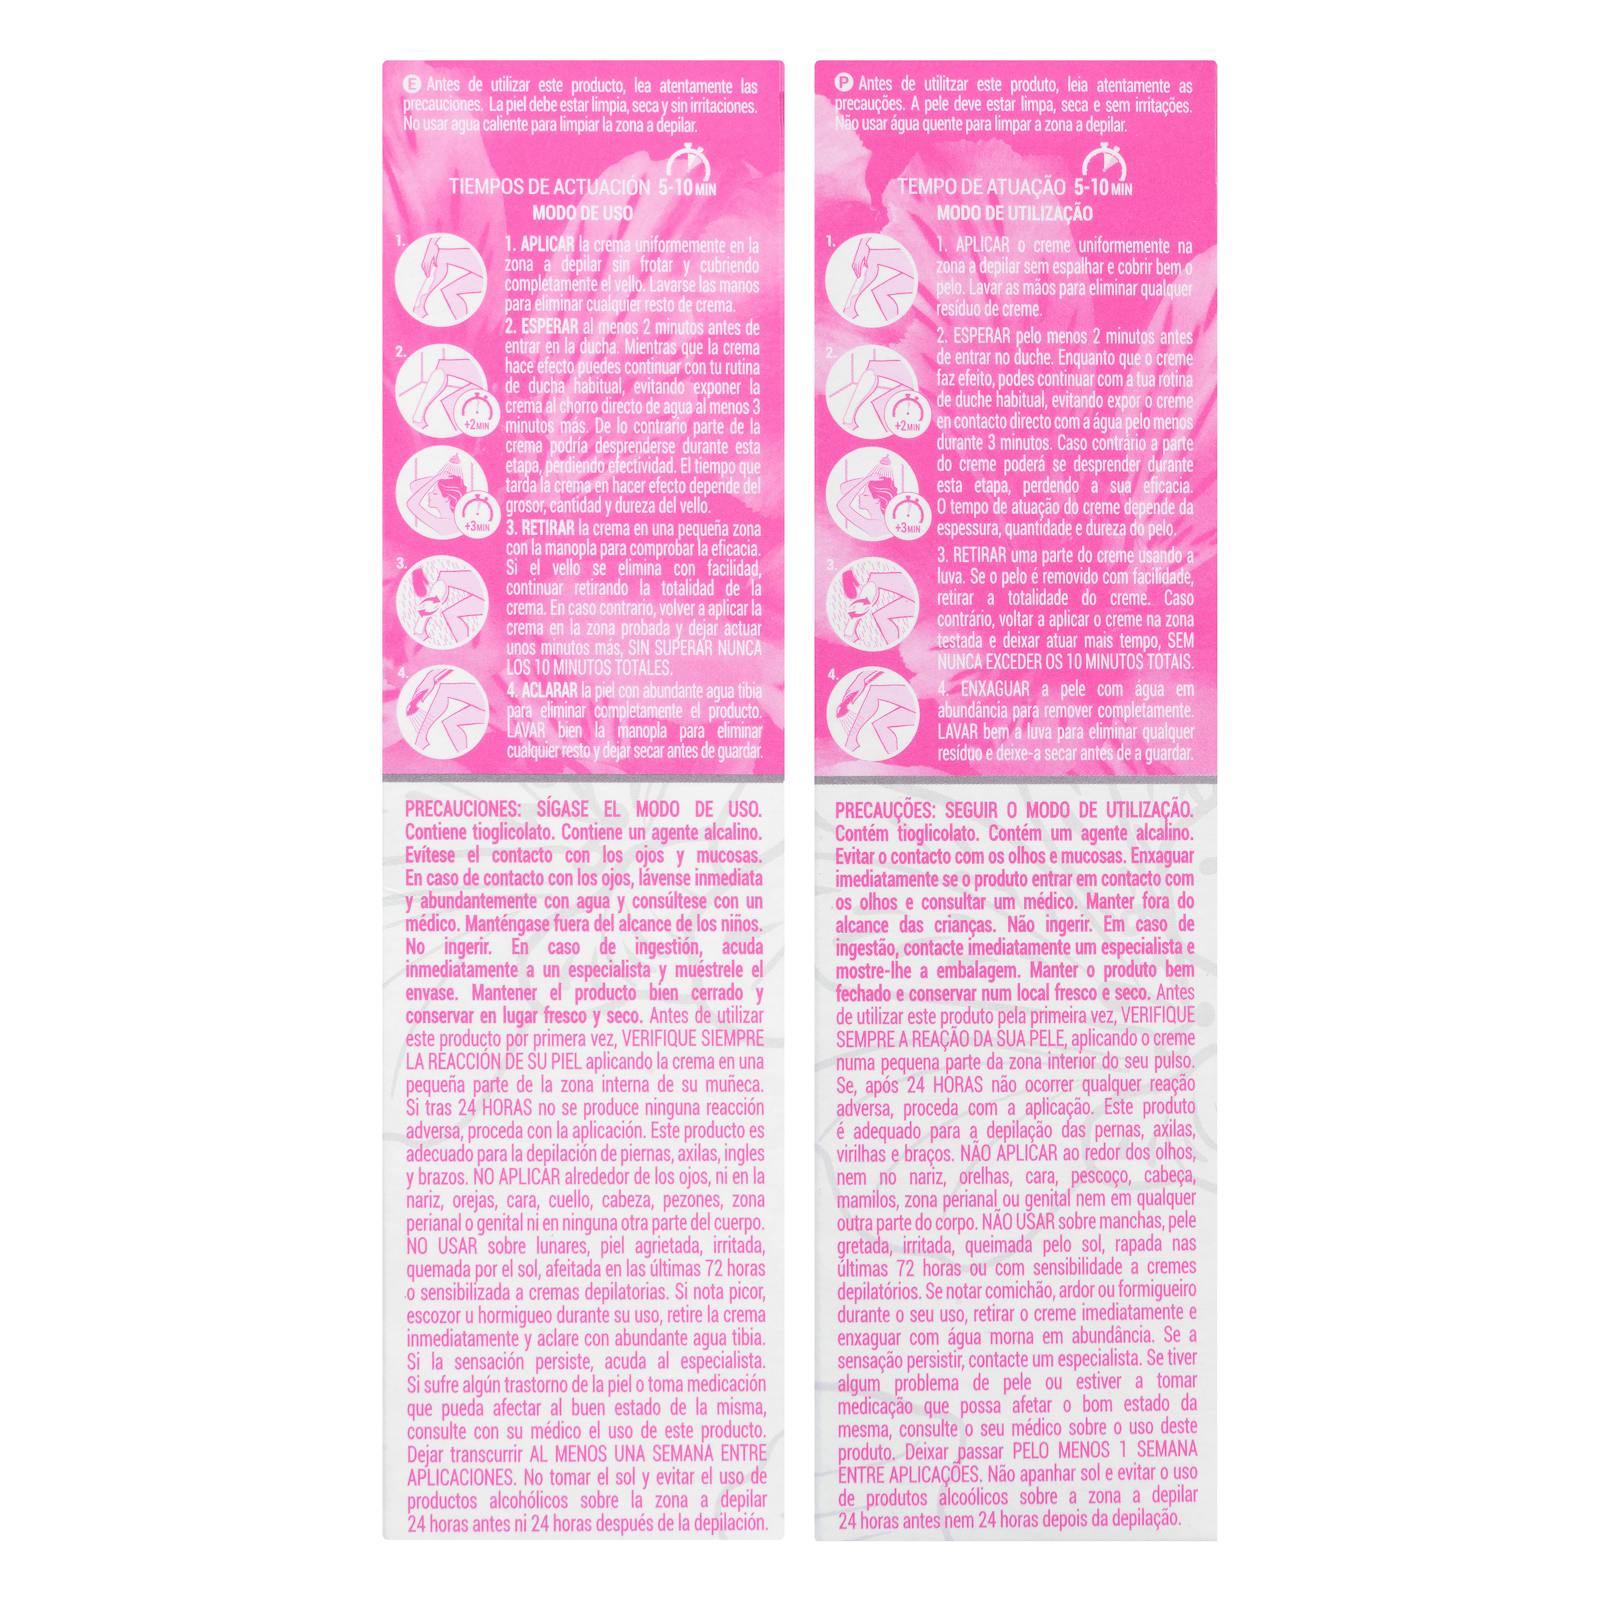 E Antes de utilizar este producto, lea atentamente las
precauciones. La piel debe estar limpia, seca y sin irritaciones.
No usar agua caliente para limpiar la zona a depilar.
TIEMPOS DE ACTUACIÓN 5-10 MIN
MODO DE USO
1.
1. APLICAR la crema uniformemente en la
zona a depilar sin frotar y cubriendo
completamente el vello. Lavarse las manos
para eliminar cualquier resto de crema.
2.
+2MIN
+3MIN
2. ESPERAR al menos 2 minutos antes de
entrar en la ducha. Mientras que la crema
hace efecto puedes continuar con tu rutina
de ducha habitual, evitando exponer la
crema al chorro directo de agua al menos 3
minutos más. De lo contrario parte de la
crema podría desprenderse durante esta
etapa, perdiendo efectividad. El tiempo que
tarda la crema en hacer efecto depende del
grosor, cantidad y dureza del vello.
3.
3. RETIRAR la crema en una pequeña zona
con la manopla para comprobar la eficacia.
Si el vello se elimina con facilidad,
continuar retirando la totalidad de la
crema. En caso contrario, volver a aplicar la
crema en la zona probada y dejar actuar
unos minutos más, SIN SUPERAR NUNCA
LOS 10 MINUTOS TOTALES.
4.
4. ACLARAR la piel con abundante agua tibia
para eliminar completamente el producto.
LAVAR bien la manopla para eliminar
cualquier resto y dejar secar antes de guardar.
PRECAUCIONES: SÍGASE EL MODO DE USO.
Contiene tioglicolato. Contiene un agente alcalino.
Evítese el contacto con los ojos y mucosas.
En caso de contacto con los ojos, lávense inmediata
y abundantemente con agua y consúltese con un
médico. Manténgase fuera del alcance de los niños.
No ingerir. En caso de ingestión, acuda
inmediatamente a un especialista y muéstrele el
envase. Mantener el producto bien cerrado y
conservar en lugar fresco y seco. Antes de utilizar
este producto por primera vez, VERIFIQUE SIEMPRE
LA REACCIÓN DE SU PIEL aplicando la crema en una
pequeña parte de la zona interna de su muñeca.
Si tras 24 HORAS no se produce ninguna reacción
adversa, proceda con la aplicación. Este producto es
adecuado para la depilación de piernas, axilas, ingles
y brazos. NO APLICAR alrededor de los ojos, ni en la
nariz, orejas, cara, cuello, cabeza, pezones, zona
perianal o genital ni en ninguna otra parte del cuerpo.
NO USAR sobre lunares, piel agrietada, irritada,
quemada por el sol, afeitada en las últimas 72 horas
o sensibilizada a cremas depilatorias. Si nota picor,
escozor u hormigueo durante su uso, retire la crema
inmediatamente y aclare con abundante agua tibia.
Si la sensación persiste, acuda al especialista.
Si sufre algún trastorno de la piel o toma medicación
que pueda afectar al buen estado de la misma,
consulte con su médico el uso de este producto.
Dejar transcurrir AL MENOS UNA SEMANA ENTRE
APLICACIONES. No tomar el sol y evitar el uso de
productos alcohólicos sobre la zona a depilar
24 horas antes ni 24 horas después de la depilación.
P Antes de utilitzar este produto, leia atentamente as
precauções. A pele deve estar limpa, seca e sem irritações.
Não usar água quente para limpar a zona a depilar.
TEMPO DE ATUAÇÃO 5-10 MIN
MODO DE UTILIZAÇÃO
1.
1. APLICAR o creme uniformemente na
zona a depilar sem espalhar e cobrir bem o
pelo. Lavar as mãos para eliminar qualquer
resíduo de creme.
2.
+2MIN
+3MIN
2. ESPERAR pelo menos 2 minutos antes
de entrar no duche. Enquanto que o creme
faz efeito, podes continuar com a tua rotina
de duche habitual, evitando expor o creme
en contacto directo com a água pelo menos
durante 3 minutos. Caso contrário a parte
do creme poderá se desprender durante
esta etapa, perdendo a sua eficacia.
O tempo de atuação do creme depende da
espessura, quantidade e dureza do pelo.
3.
3. RETIRAR uma parte do creme usando a
luva. Se o pelo é removido com facilidade,
retirar a totalidade do creme. Caso
contrário, voltar a aplicar o creme na zona
testada e deixar atuar mais tempo, SEM
NUNCA EXCEDER OS 10 MINUTOS TOTAIS.
4.
4. ENXAGUAR a pele com água em
abundância para remover completamente.
LAVAR bem a luva para eliminar qualquer
resíduo e deixe-a secar antes de a guardar.
PRECAUÇÕES: SEGUIR O MODO DE UTILIZAÇÃO.
Contém tioglicolato. Contém um agente alcalino.
Evitar o contacto com os olhos e mucosas. Enxaguar
imediatamente se o produto entrar em contacto com
os olhos e consultar um médico. Manter fora do
alcance das crianças. Não ingerir. Em caso de
ingestão, contacte imediatamente um especialista e
mostre-lhe a embalagem. Manter o produto bem
fechado e conservar num local fresco e seco. Antes
de utilizar este produto pela primeira vez, VERIFIQUE
SEMPRE A REAÇÃO DA SUA PELE, aplicando o creme
numa pequena parte da zona interior do seu pulso.
Se, após 24 HORAS não ocorrer qualquer reação
adversa, proceda com a aplicação. Este produto
é adequado para a depilação das pernas, axilas,
virilhas e braços. NÃO APLICAR ao redor dos olhos,
nem no nariz, orelhas, cara, pescoço, cabeça,
mamilos, zona perianal ou genital nem em qualquer
outra parte do corpo. NÃO USAR sobre manchas, pele
gretada, irritada, queimada pelo sol, rapada nas
últimas 72 horas ou com sensibilidade a cremes
depilatórios. Se notar comichão, ardor ou formigueiro
durante o seu uso, retirar o creme imediatamente e
enxaguar com água morna em abundância. Se a
sensação persistir, contacte um especialista. Se tiver
algum problema de pele ou estiver a tomar
medicação que possa afetar o bom estado da
mesma, consulte o seu médico sobre o uso deste
produto. Deixar passar PELO MENOS 1 SEMANA
ENTRE APLICAÇÕES. Não apanhar sol e evitar o uso
de produtos alcoólicos sobre a zona a depilar
24 horas antes nem 24 horas depois da depilação.